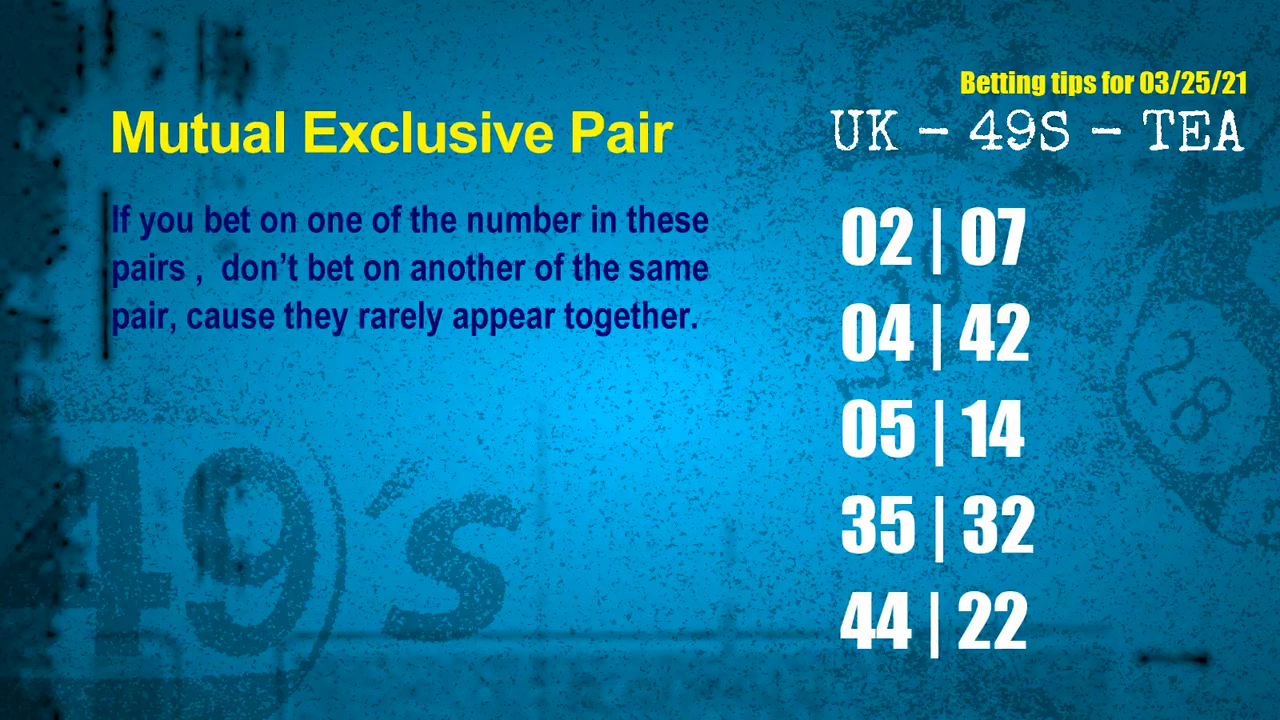 Betting tips for 03/25/21
Mutual Exclusive Pair
UK - 49S - TEA
If you bet on one of the number in these
pairs ,  don’t bet on another of the same
pair, cause they rarely appear together.
02 | 07
04 | 42
05 | 14
35 | 32
44 | 22
49's
39
28